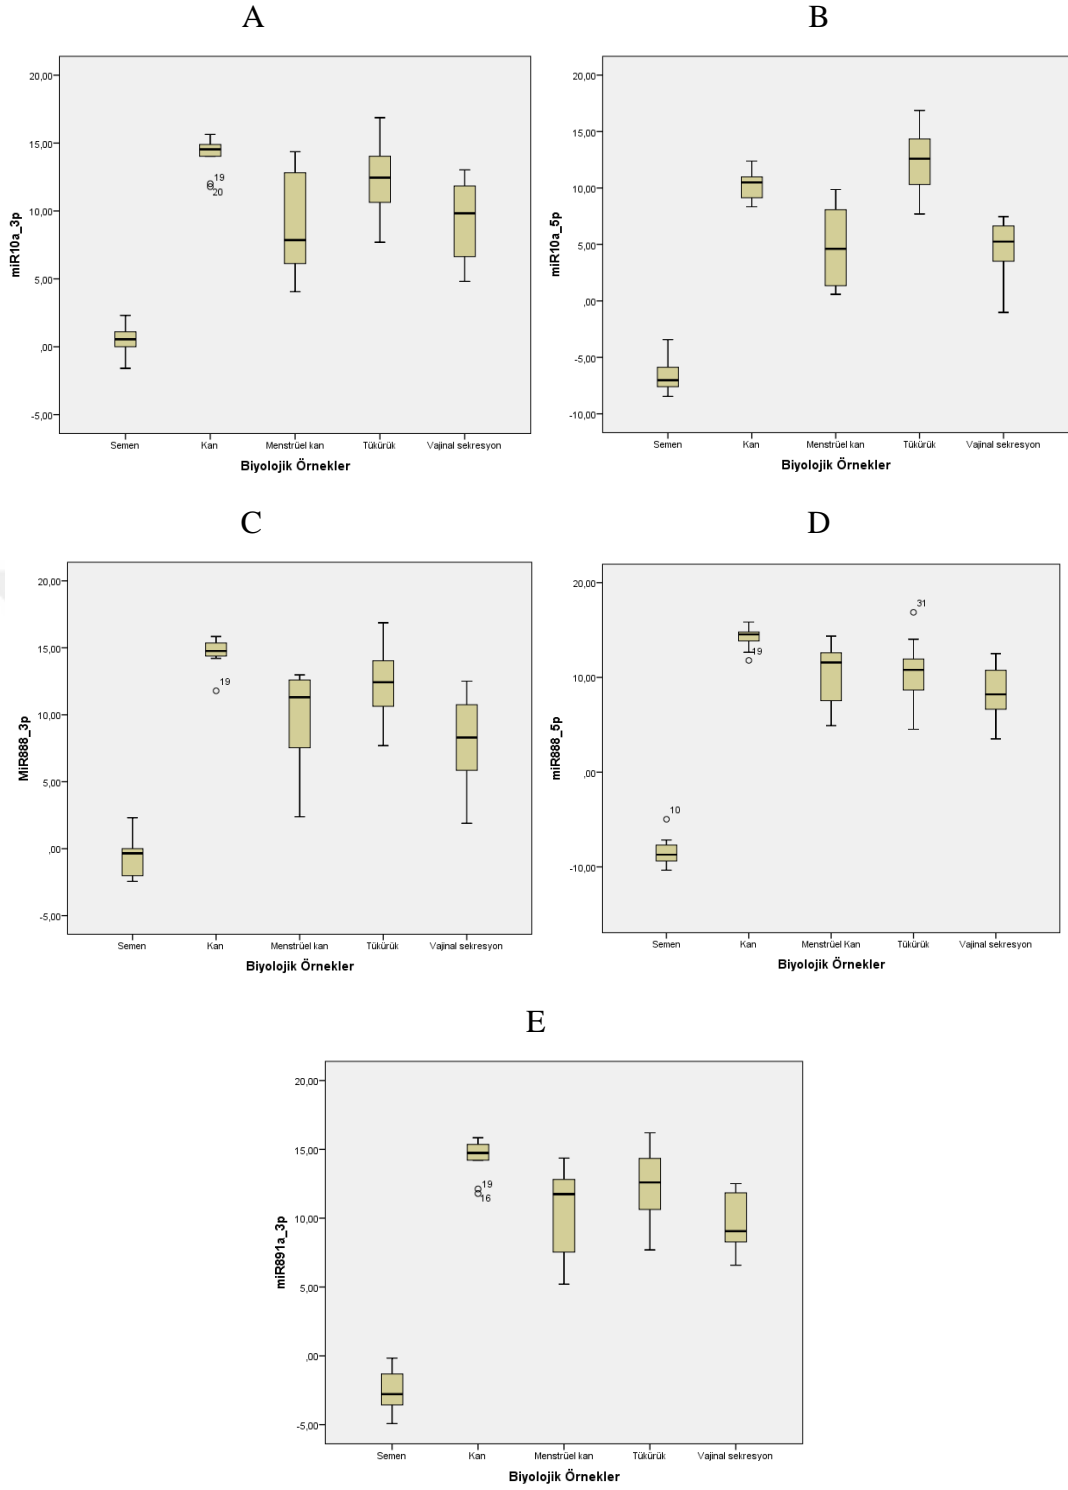 A
20,00
15,00
10,00
5,00
,00
-5,00
miR10a_3p
19
20
Semen Kan Menstrüel kan Tükürük Vajinal sekresyon
Biyolojik Örnekler
B
20,00
15,00
10,00
5,00
,00
-5,00
-10,00
miR10a_5p
Semen Kan Menstrüel kan Tükürük Vajinal sekresyon
Biyolojik Örnekler
C
20,00
15,00
10,00
5,00
,00
-5,00
MiR888_3p
19
Semen Kan Menstrüel kan Tükürük Vajinal sekresyon
Biyolojik Örnekler
D
20,00
10,00
,00
-10,00
miR888_5p
10
19
31
Semen Kan Menstrüel Kan Tükürük Vajinal sekresyon
Biyolojik Örnekler
E
20,00
15,00
10,00
5,00
,00
-5,00
miR891a_3p
19
16
Semen Kan Menstrüel kan Tükürük Vajinal sekresyon
Biyolojik Örnekler